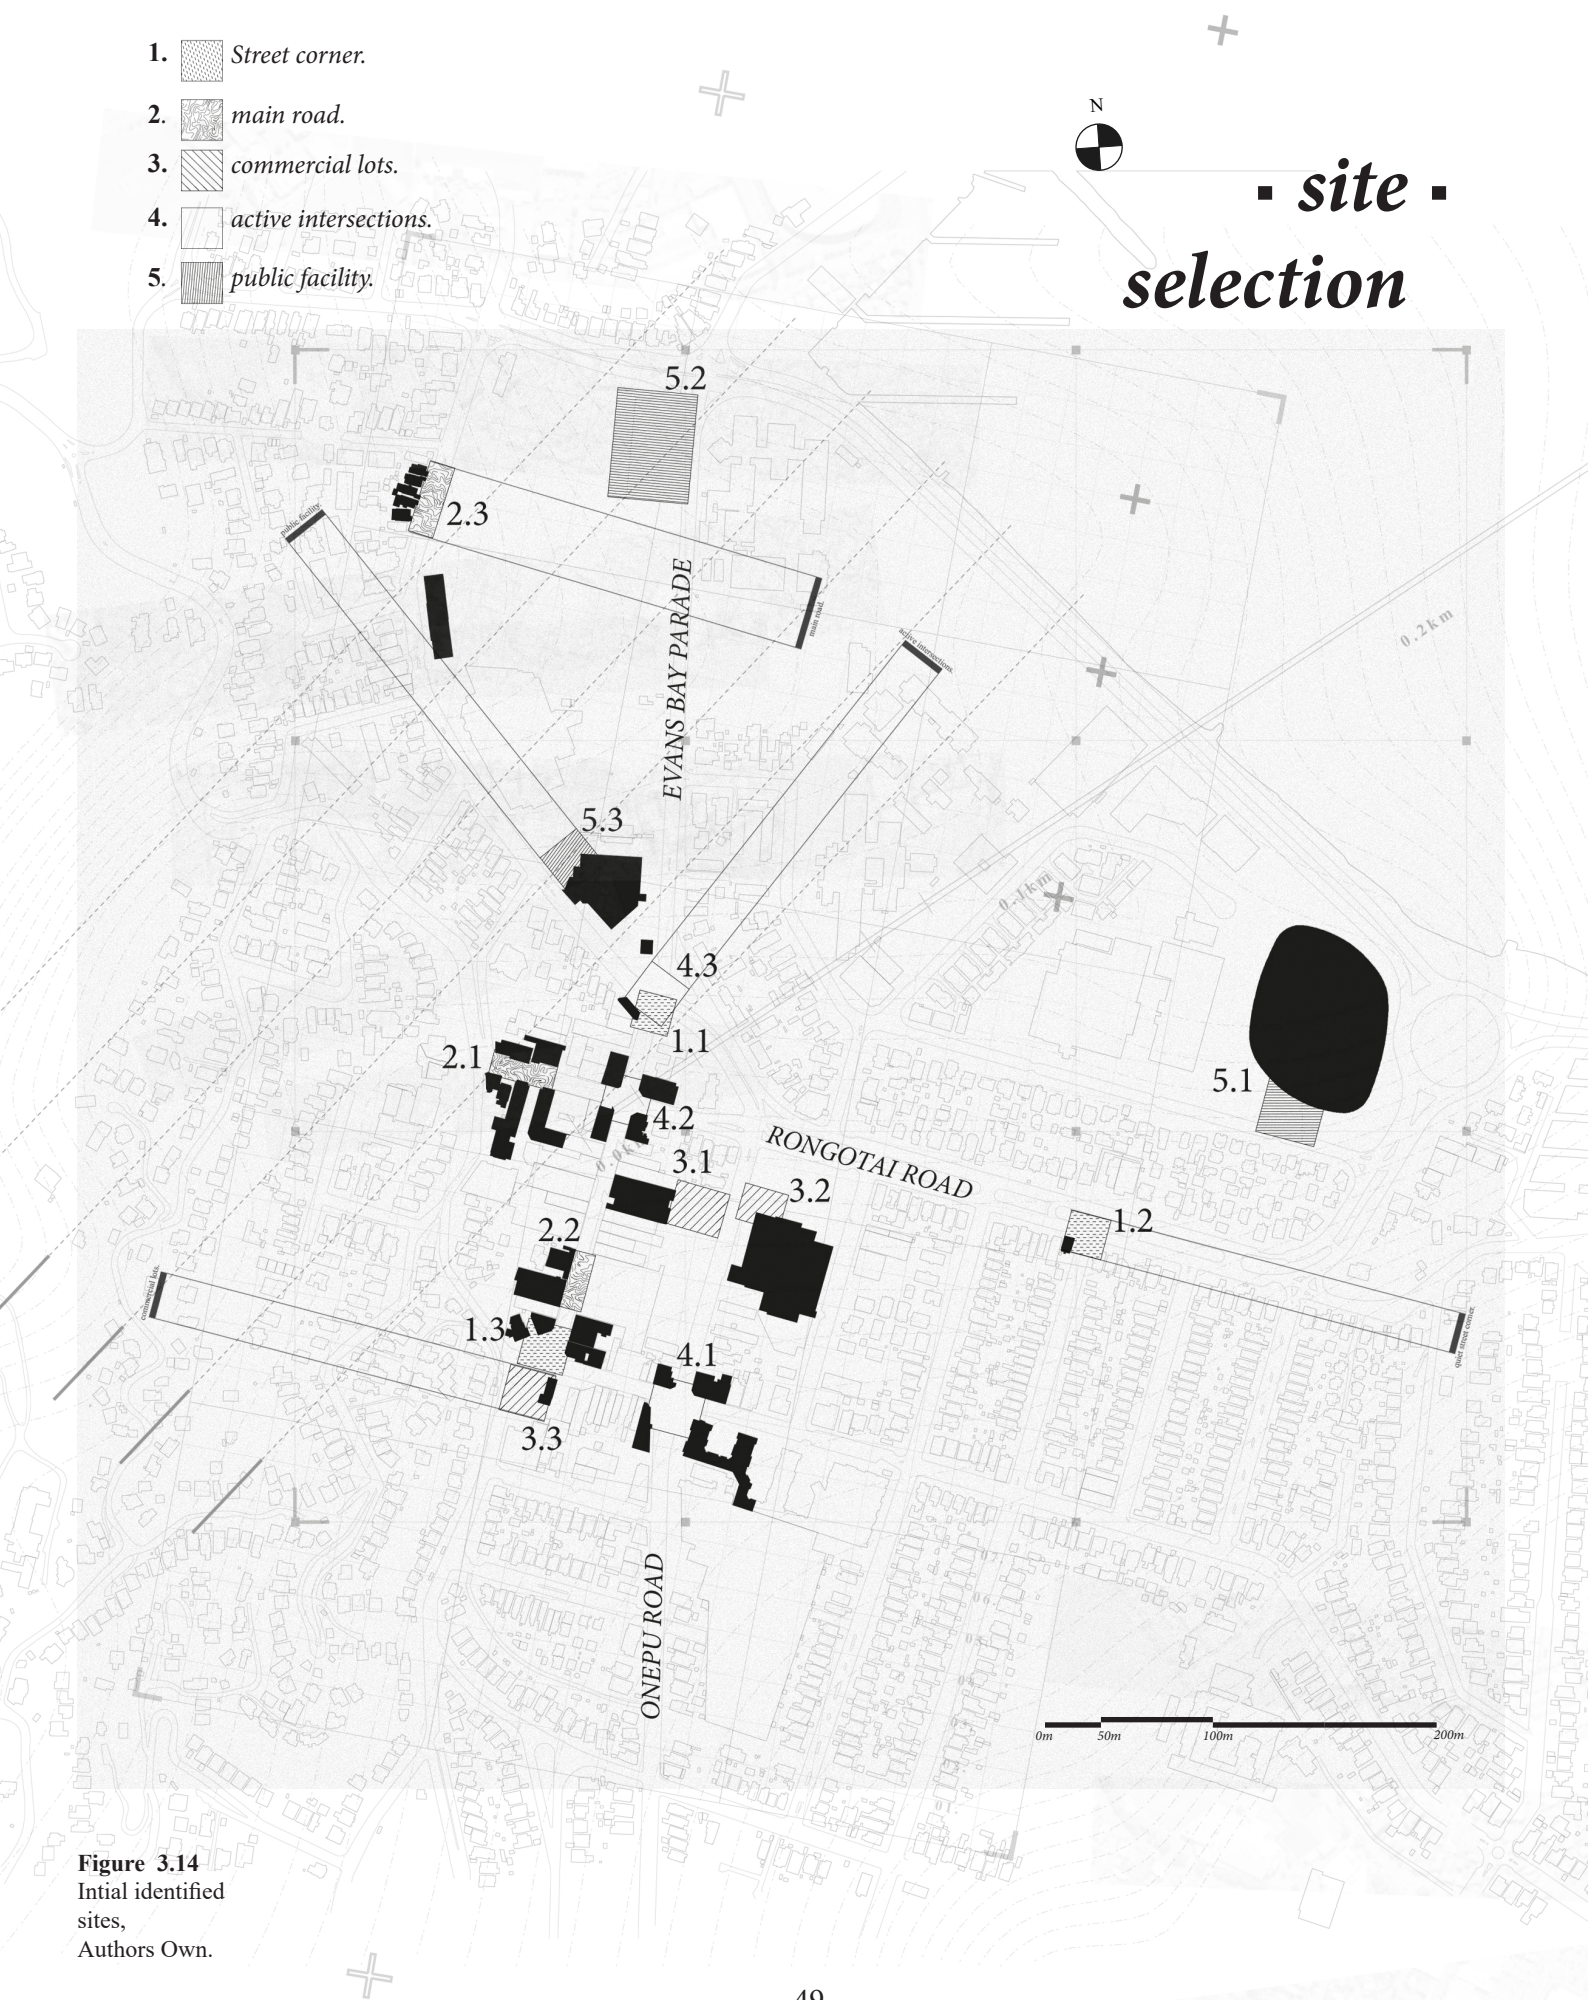 1. Street corner.
2. main road.
3. commercial lots.
4. active intersections.
5. public facility.
N
▪ site ▪
selection
5.2
2.3
public facility.
EVANS BAY PARADE
main road.
active intersections.
0.2km
5.3
0.1km
4.3
1.1
2.1
5.1
4.2
0.0k
RONGOTAI ROAD
3.1
3.2
1.2
2.2
commercial lots.
1.3
quiet street corner.
4.1
3.3
ONEPU ROAD
0m 50m 100m 200m
Figure 3.14
Intial identified
sites,
Authors Own.
49